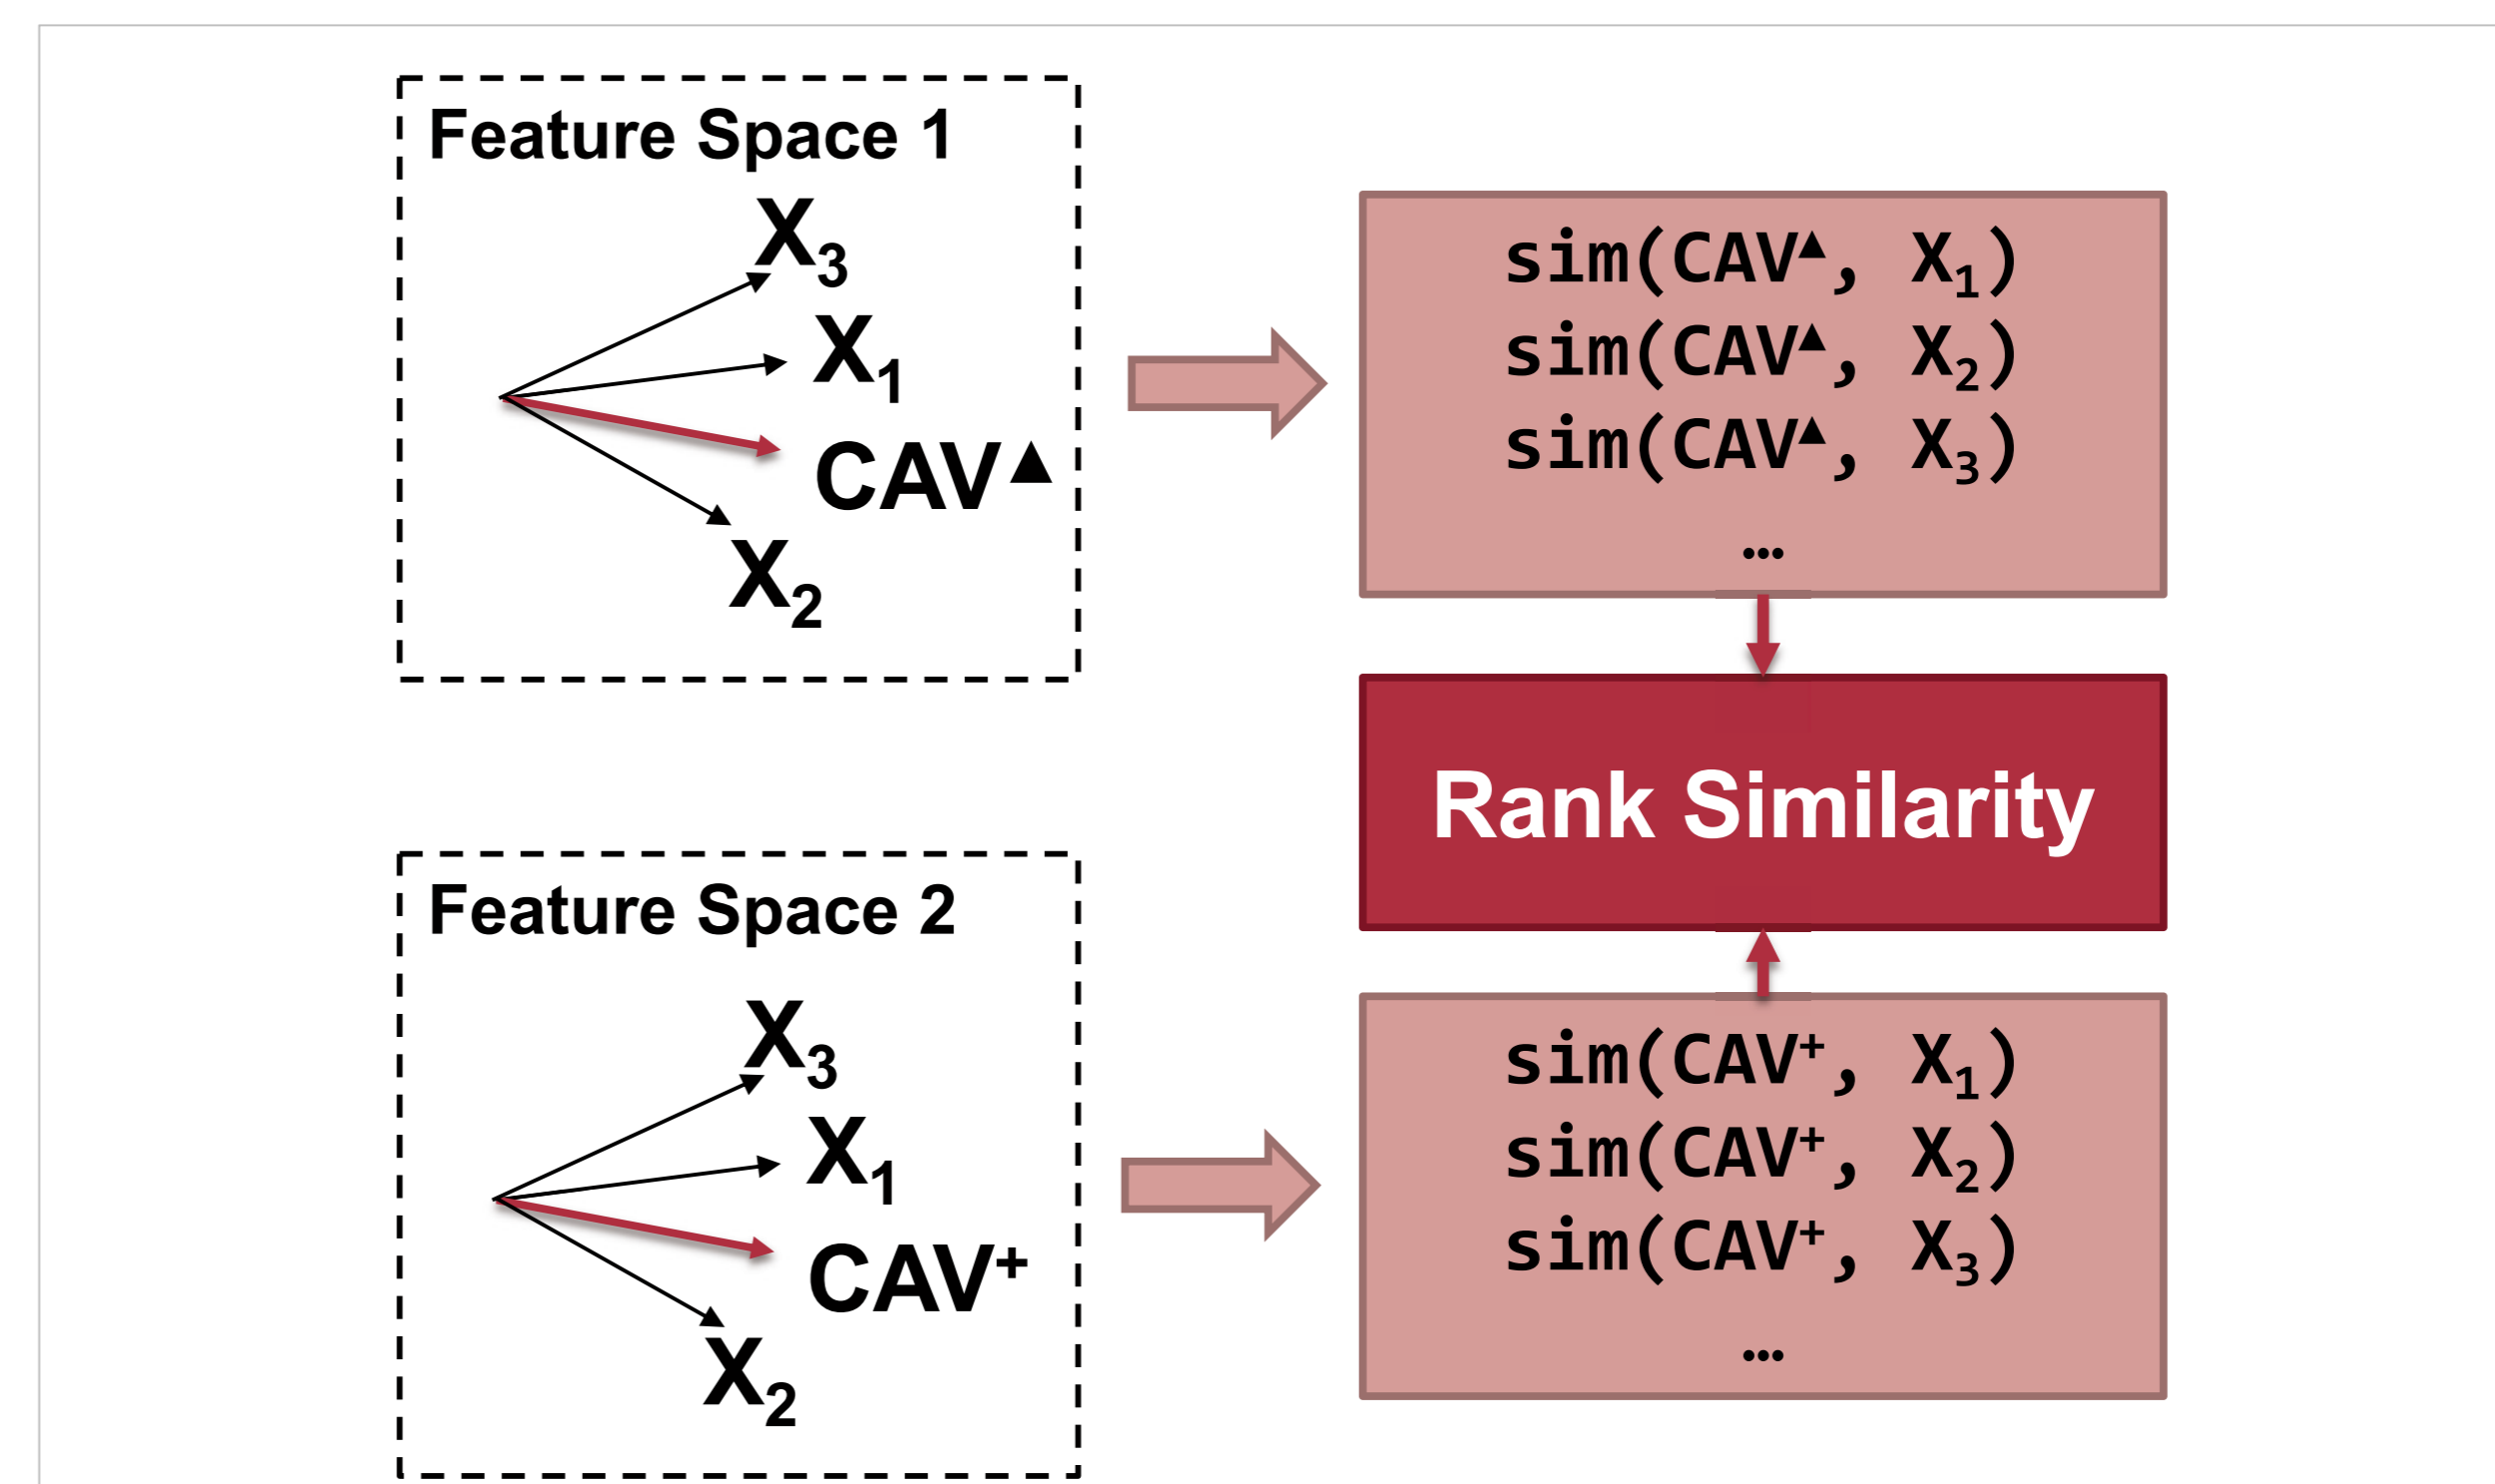 Feature Space 1
X₃
X₁
CAV▲
X₂
sim(CAV▲, X₁)
sim(CAV▲, X₂)
sim(CAV▲, X₃)
…
Rank Similarity
Feature Space 2
X₃
X₁
CAV⁺
X₂
sim(CAV⁺, X₁)
sim(CAV⁺, X₂)
sim(CAV⁺, X₃)
…